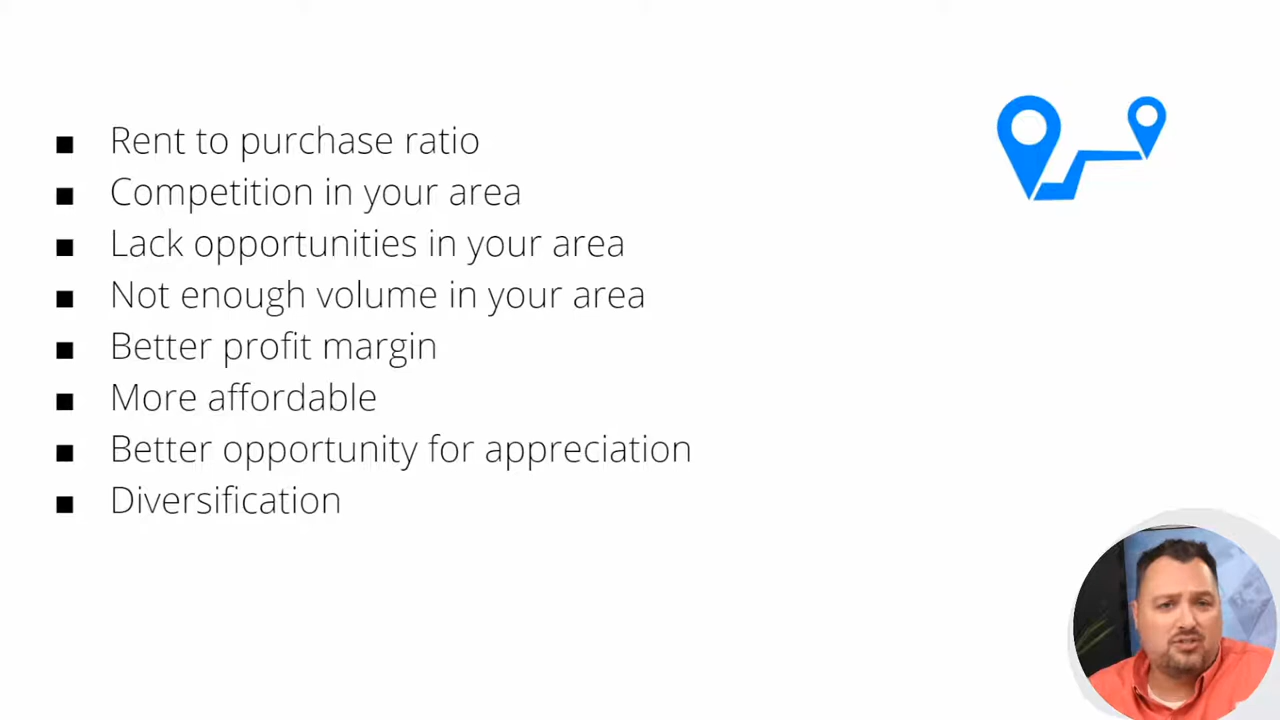 Rent to purchase ratio
Competition in your area
Lack opportunities in your area
Not enough volume in your area
Better profit margin
More affordable
Better opportunity for appreciation
Diversification